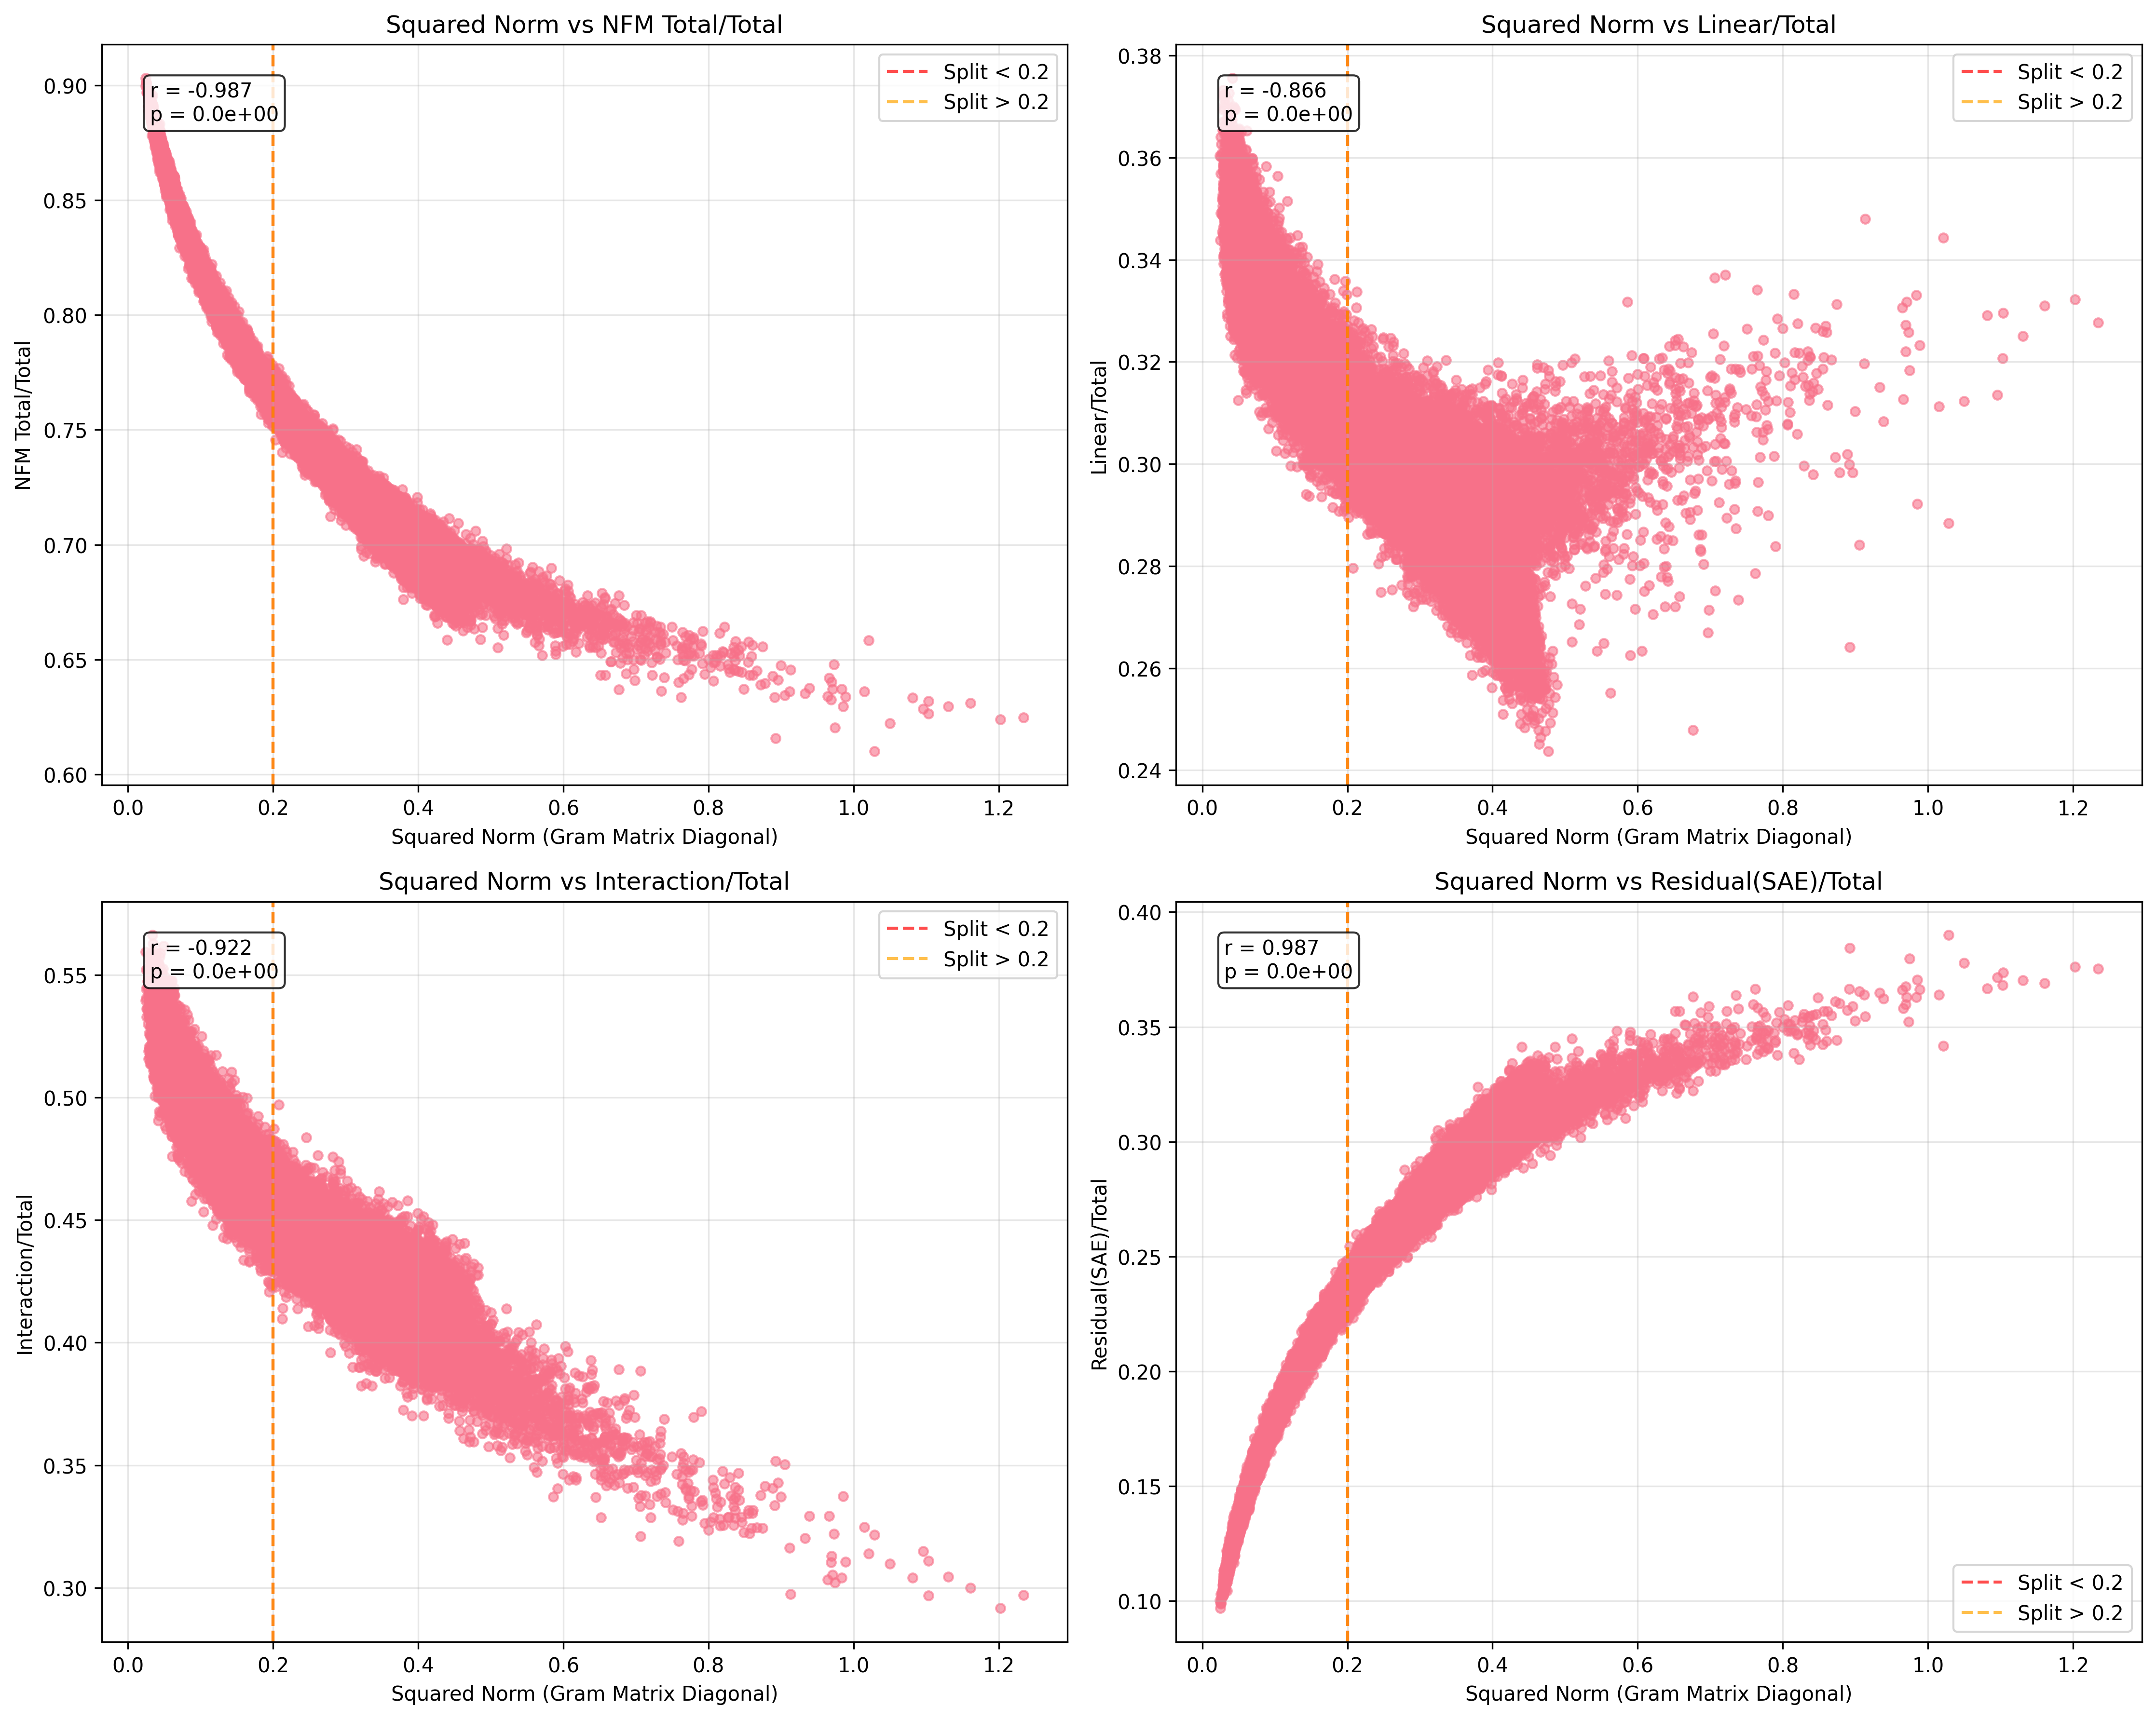 Squared Norm vs NFM Total/Total
r = -0.987
p = 0.0e+00
Split < 0.2
Split > 0.2
NFM Total/Total
0.90
0.85
0.80
0.75
0.70
0.65
0.60
0.0 0.2 0.4 0.6 0.8 1.0 1.2
Squared Norm (Gram Matrix Diagonal)
Squared Norm vs Linear/Total
r = -0.866
p = 0.0e+00
Split < 0.2
Split > 0.2
Linear/Total
0.38
0.36
0.34
0.32
0.30
0.28
0.26
0.24
0.0 0.2 0.4 0.6 0.8 1.0 1.2
Squared Norm (Gram Matrix Diagonal)
Squared Norm vs Interaction/Total
r = -0.922
p = 0.0e+00
Split < 0.2
Split > 0.2
Interaction/Total
0.55
0.50
0.45
0.40
0.35
0.30
0.0 0.2 0.4 0.6 0.8 1.0 1.2
Squared Norm (Gram Matrix Diagonal)
Squared Norm vs Residual(SAE)/Total
r = 0.987
p = 0.0e+00
Residual(SAE)/Total
0.40
0.35
0.30
0.25
0.20
0.15
0.10
Split < 0.2
Split > 0.2
0.0 0.2 0.4 0.6 0.8 1.0 1.2
Squared Norm (Gram Matrix Diagonal)